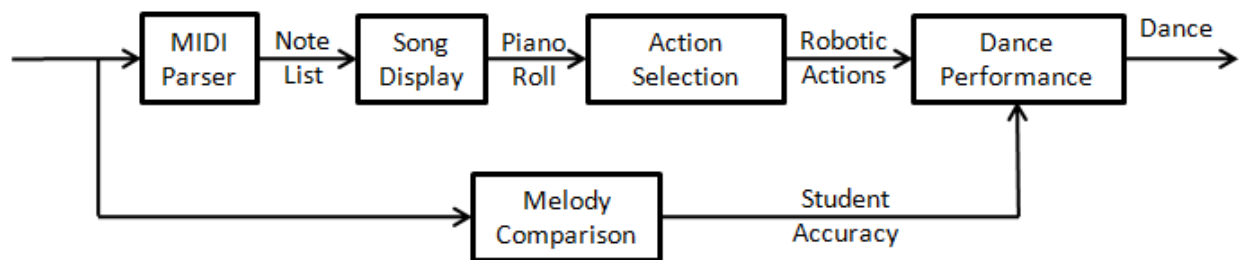 MIDI
Parser
Note
List
Song
Display
Piano
Roll
Action
Selection
Robotic
Actions
Dance
Performance
Dance
Melody
Comparison
Student
Accuracy